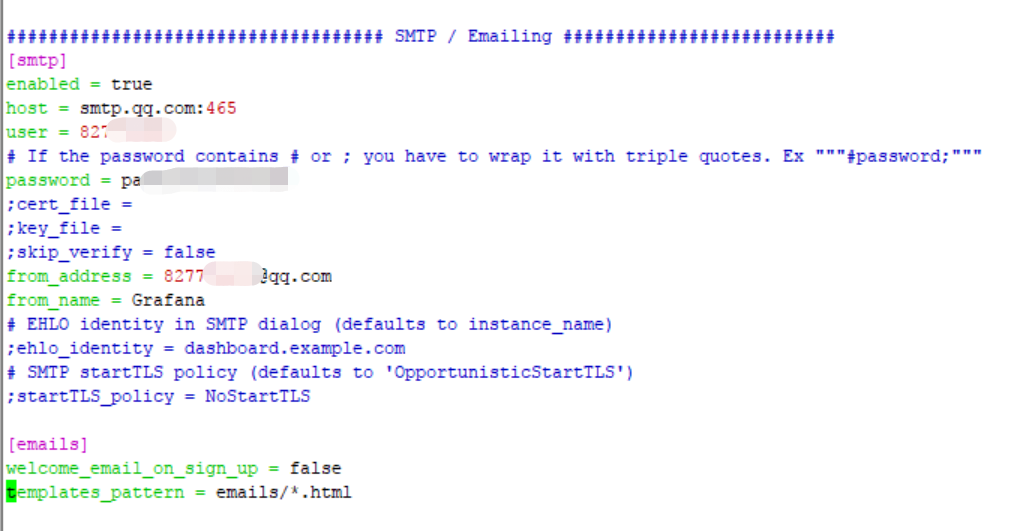 #################################### SMTP / Emailing ##########################
[smtp]
enabled = true
host = smtp.qq.com:465
user = 827
# If the password contains # or ; you have to wrap it with triple quotes. Ex """#password;"""
password = pa
;cert_file =
;key_file =
;skip_verify = false
from_address = 8277 @qq.com
from_name = Grafana
# EHLO identity in SMTP dialog (defaults to instance_name)
;ehlo_identity = dashboard.example.com
# SMTP startTLS policy (defaults to 'OpportunisticStartTLS')
;startTLS_policy = NoStartTLS
[emails]
welcome_email_on_sign_up = false
templates_pattern = emails/*.html